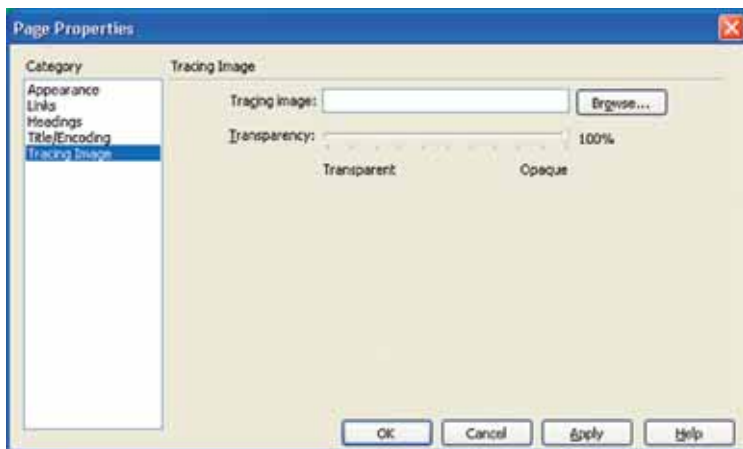 Page Properties
Category
Appearance
Links
Headings
Title/Encoding
Tracing Image
Tracing Image
Tracing image:
Browse...
Transparency:
100%
Transparent Opaque
OK Cancel Apply Help